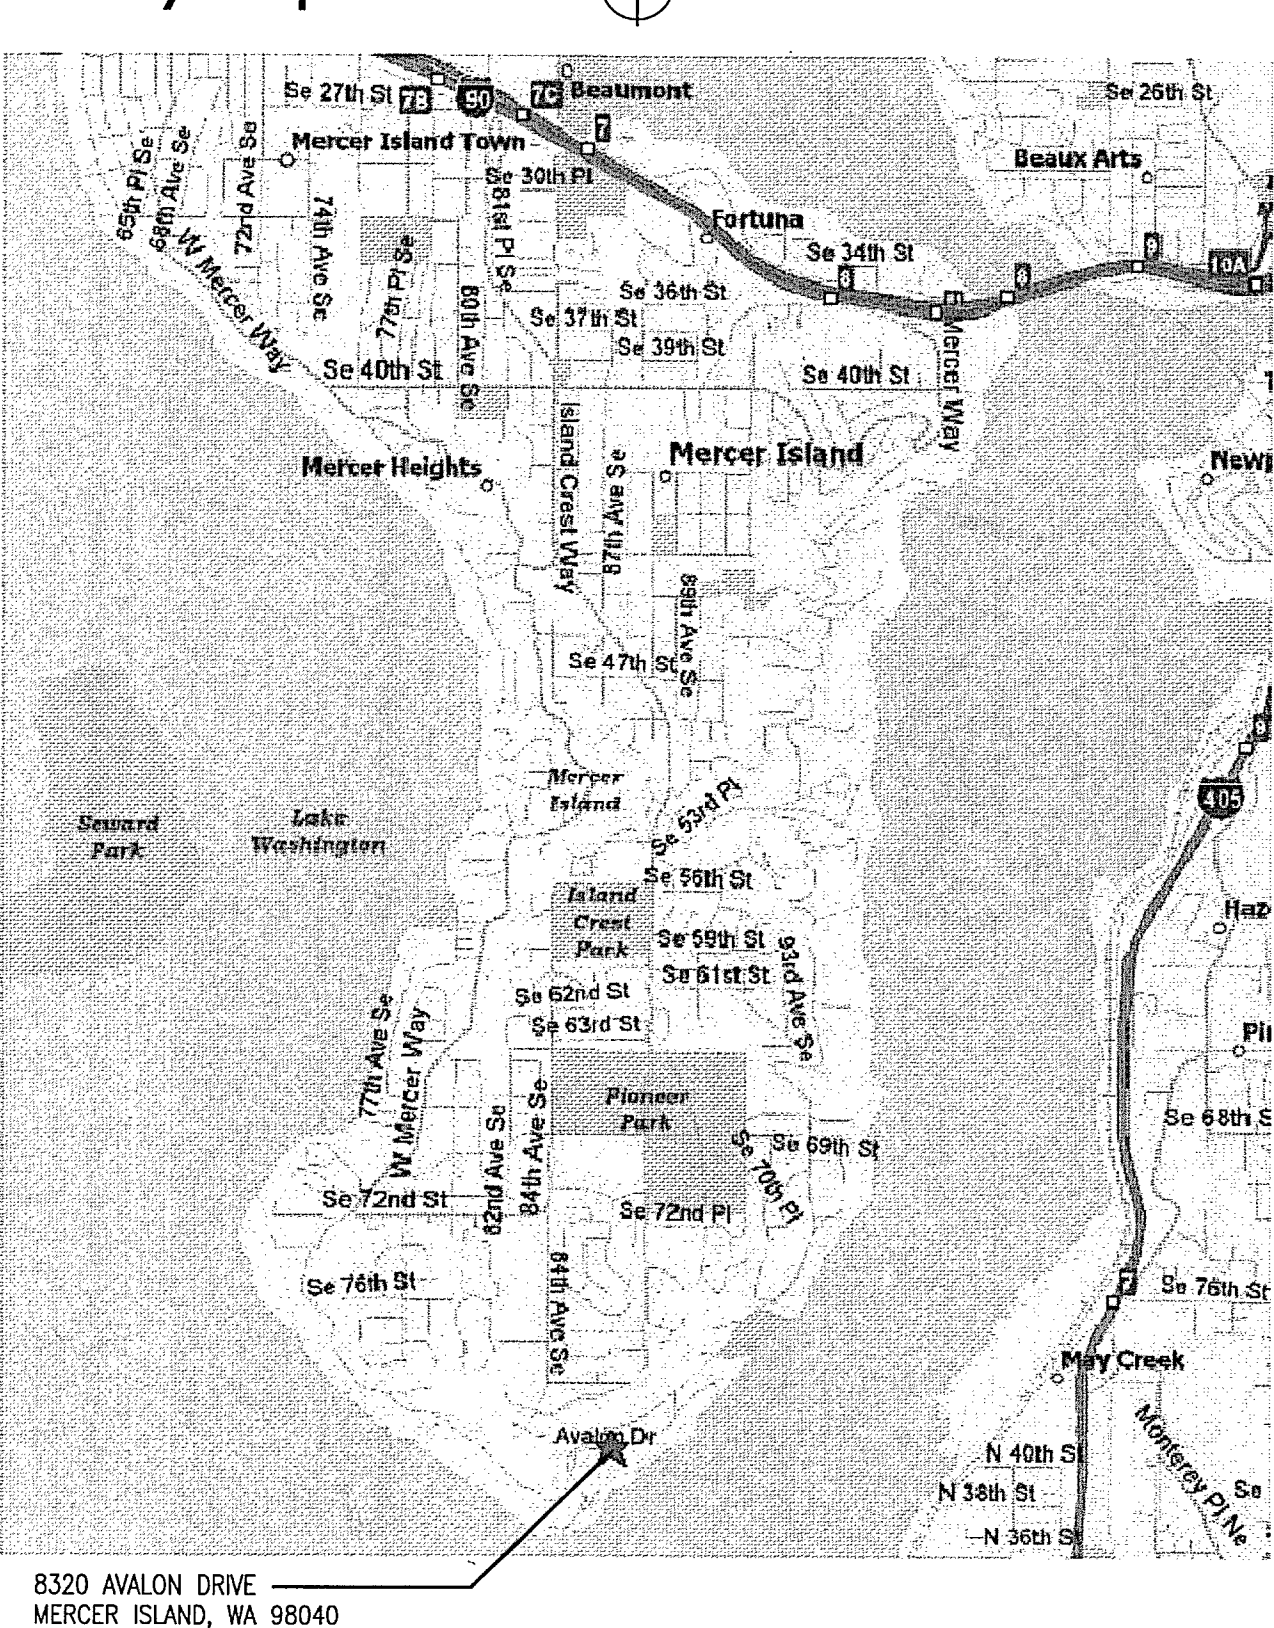 Se 27th St
7B
90
7C
Beaumont
Se 26th St
7
Mercer Island Town
Beaux Arts
65th Pl Se
68th Ave Se
72nd Ave Se
Se 30th Pl
81st Pl Se
74th Ave Se
Fortuna
W Mercer Way
77th Pl Se
Se 34th St
8
8
9
10A
80th Ave Se
Se 36th St
Se 37th St
Se 39th St
Mercer Way
Se 40th St
Se 40th St
Island Crest Way
Mercer Heights
87th Ave Se
Mercer Island
89th Ave Se
Se 47th St
9
Mercer
Island
405
Se 53rd Pl
Seward
Park
Lake
Washington
Se 56th St
Island
Crest
Park
Se 59th St
93rd Ave Se
Se 61st St
Se 62nd St
Se 63rd St
77th Ave Se
W Mercer Way
Pioneer
Park
82nd Ave Se
84th Ave Se
Se 68th S
Se 69th St
Se 70th Pl
Se 72nd St
Se 72nd Pl
84th Ave Se
Se 76th St
7
Se 76th St
May Creek
Monterey Pl Ne
Avalon Dr
N 40th St
N 38th St
Se
N 36th St
8320 AVALON DRIVE
MERCER ISLAND, WA 98040